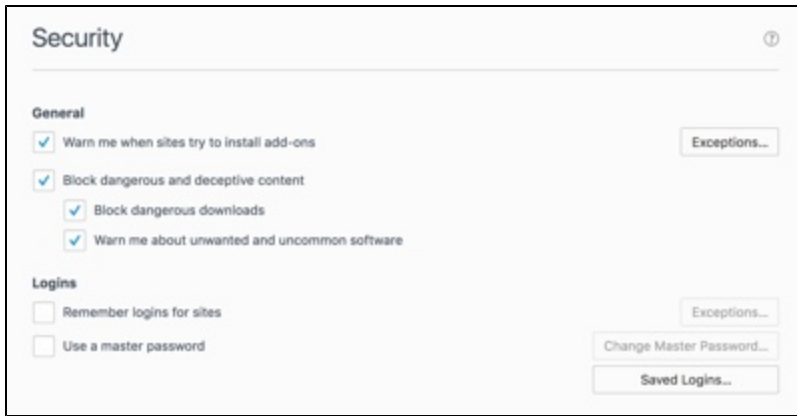 Security
General
Warn me when sites try to install add-ons Exceptions...
Block dangerous and deceptive content
Block dangerous downloads
Warn me about unwanted and uncommon software
Logins
Remember logins for sites Exceptions...
Use a master password Change Master Password...
Saved Logins...